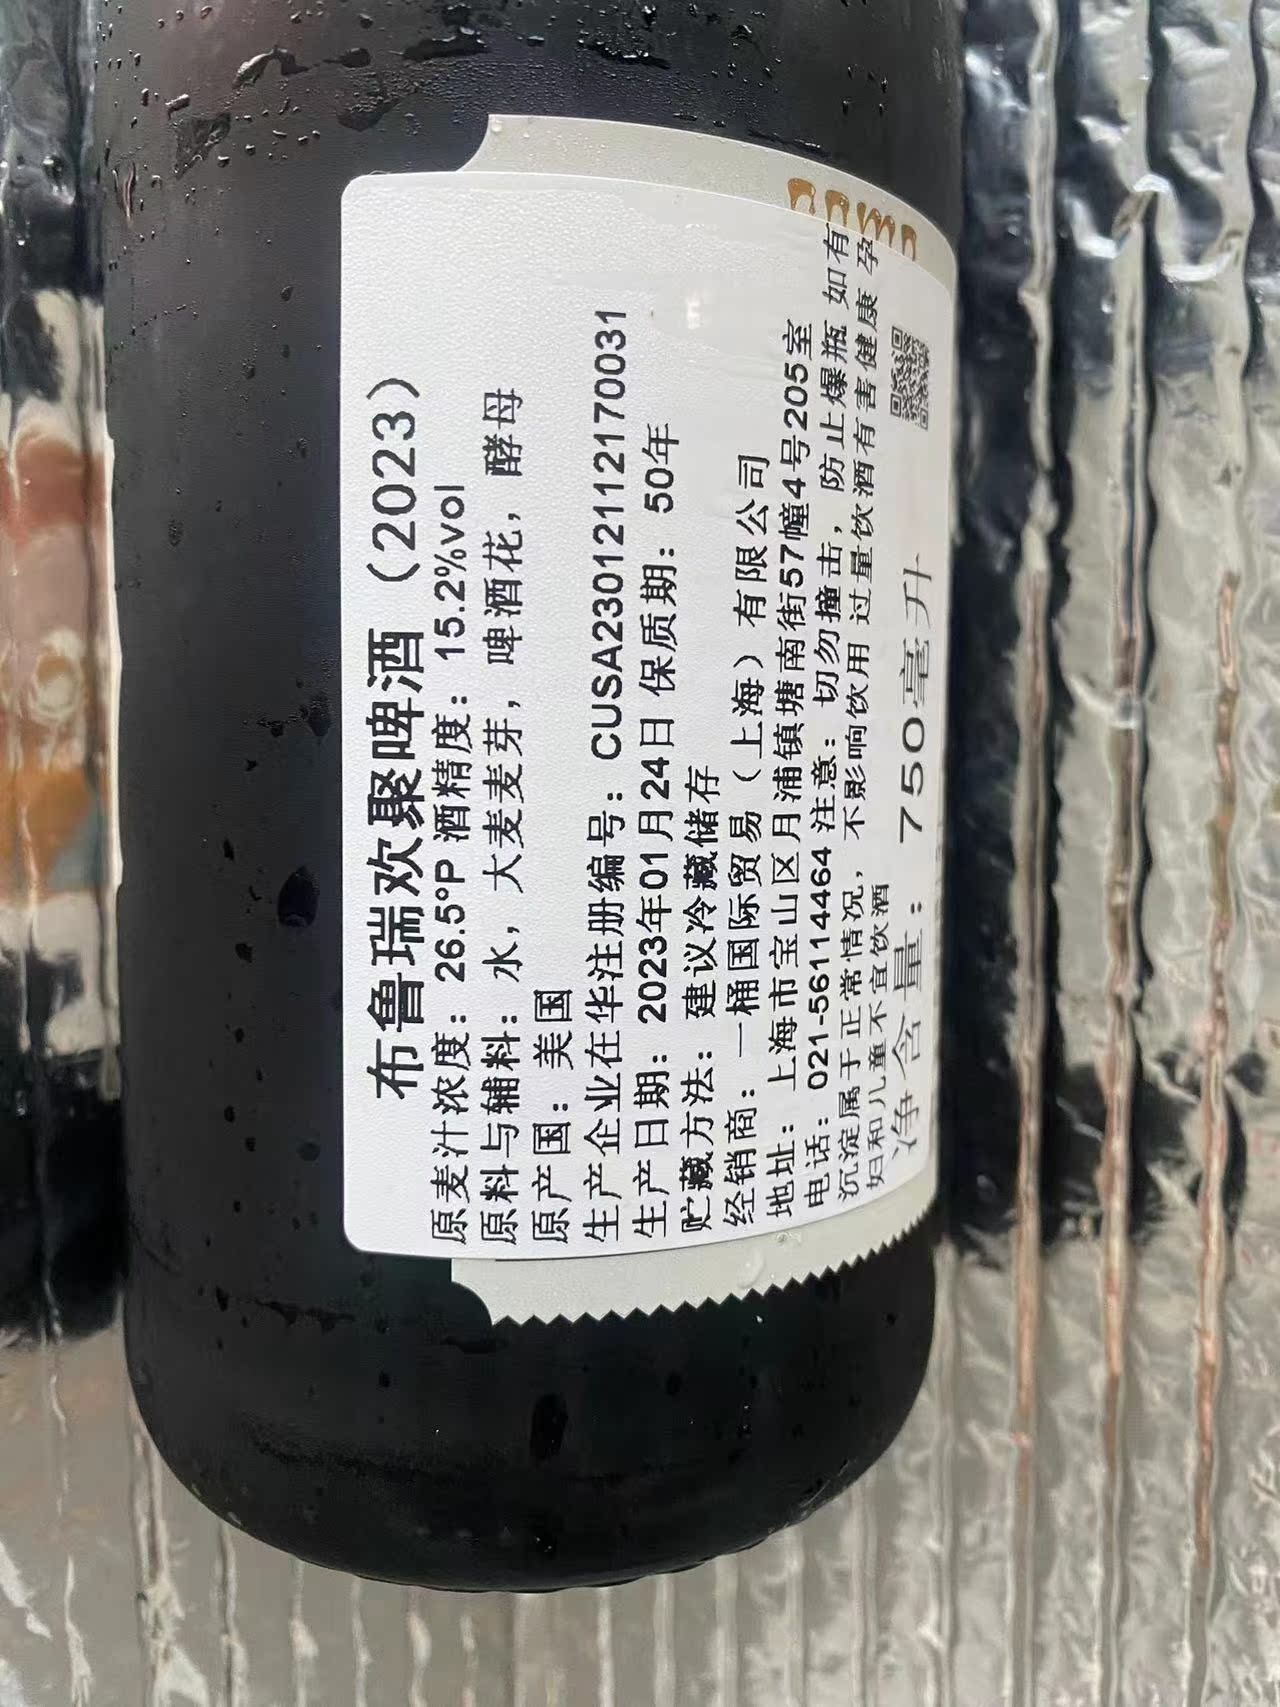 布鲁瑞欢聚啤酒（2023）
原麦汁浓度：26.5°P 酒精度：15.2%vol
原料与辅料：水，大麦麦芽，啤酒花，酵母
原产国：美国
生产企业在华注册编号：CUSA23012112170031
生产日期：2023年01月24日 保质期：50年
贮藏方法：建议冷藏储存
经销商：一桶国际贸易（上海）有限公司
地址：上海市宝山区月浦镇塘南街57幢4号205室
电话：021-56114464 注意：切勿撞击，防止爆瓶 如有
沉淀属于正常情况，不影响饮用 过量饮酒有害健康 孕
妇和儿童不宜饮酒
净含量：750毫升